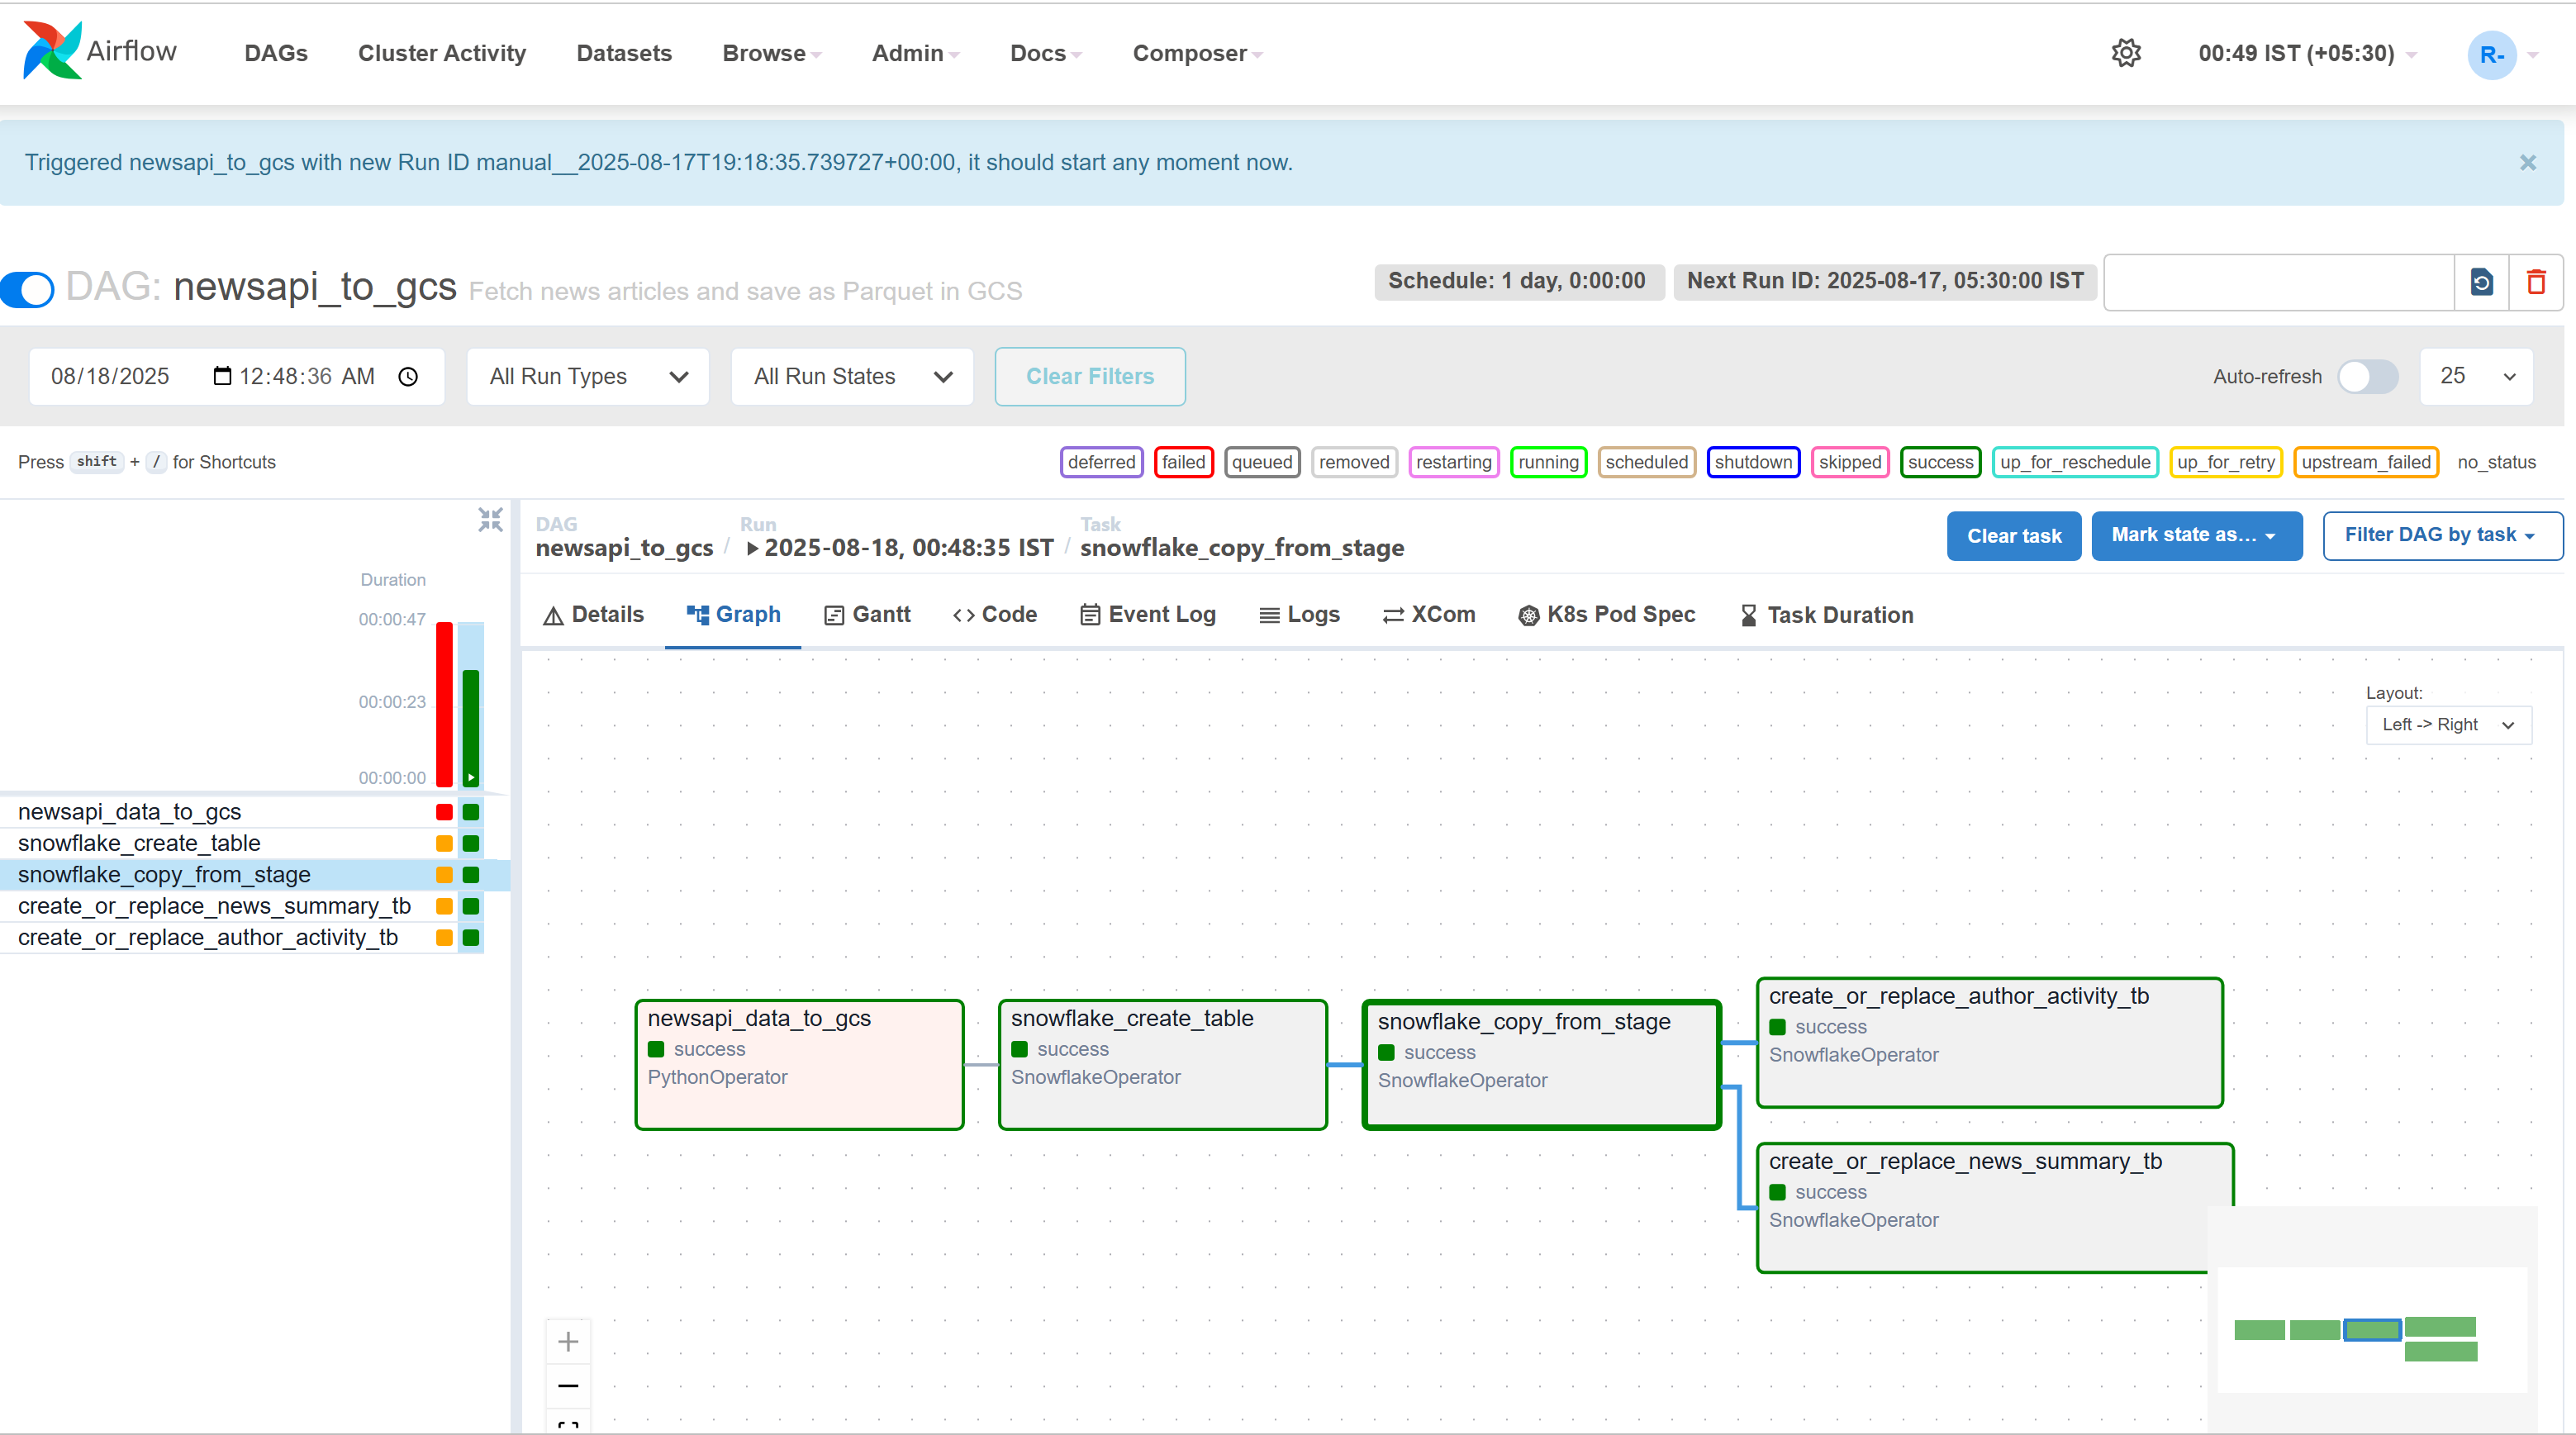 Airflow DAGs Cluster Activity Datasets Browse Admin Docs Composer 00:49 IST (+05:30) R-
Triggered newsapi_to_gcs with new Run ID manual__2025-08-17T19:18:35.739727+00:00, it should start any moment now. ×
DAG: newsapi_to_gcs Fetch news articles and save as Parquet in GCS Schedule: 1 day, 0:00:00 Next Run ID: 2025-08-17, 05:30:00 IST
08/18/2025 12:48:36 AM All Run Types All Run States Clear Filters Auto-refresh 25
Press shift + / for Shortcuts deferred failed queued removed restarting running scheduled shutdown skipped success up_for_reschedule up_for_retry upstream_failed no_status
DAG Run Task
newsapi_to_gcs / 2025-08-18, 00:48:35 IST / snowflake_copy_from_stage
Clear task Mark state as... Filter DAG by task
Details Graph Gantt Code Event Log Logs XCom K8s Pod Spec Task Duration
Duration
00:00:47
00:00:23
00:00:00
newsapi_data_to_gcs
snowflake_create_table
snowflake_copy_from_stage
create_or_replace_news_summary_tb
create_or_replace_author_activity_tb
Layout:
Left -> Right
newsapi_data_to_gcs
success
PythonOperator
snowflake_create_table
success
SnowflakeOperator
snowflake_copy_from_stage
success
SnowflakeOperator
create_or_replace_author_activity_tb
success
SnowflakeOperator
create_or_replace_news_summary_tb
success
SnowflakeOperator